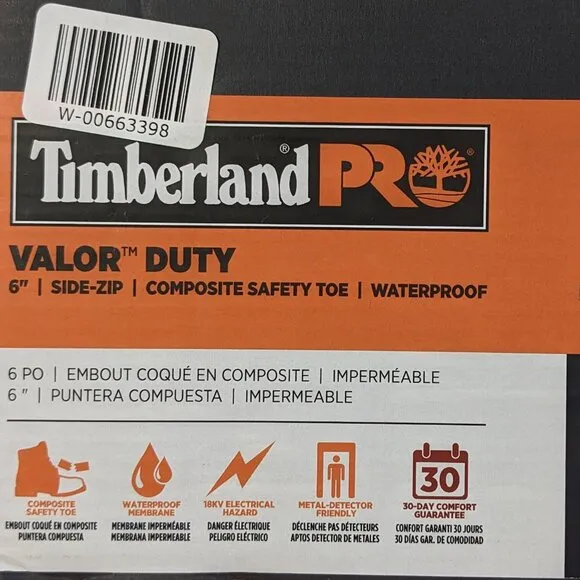 W-00663398
Timberland® PRO®
VALOR™ DUTY
6" | SIDE-ZIP | COMPOSITE SAFETY TOE | WATERPROOF
6 PO | EMBOUT COQUÉ EN COMPOSITE | IMPERMÉABLE
6 " | PUNTERA COMPUESTA | IMPERMEABLE
COMPOSITE
SAFETY TOE
EMBOUT COQUÉ EN COMPOSITE
PUNTERA COMPUESTA
WATERPROOF
MEMBRANE
MEMBRANE IMPERMÉABLE
MEMBRANA IMPERMEABLE
18KV ELECTRICAL
HAZARD
DANGER ÉLECTRIQUE
PELIGRO ELÉCTRICO
METAL-DETECTOR
FRIENDLY
DÉCLENCHE PAS DÉTECTEURS
APTOS DETECTOR DE METALES
30
30-DAY COMFORT
GUARANTEE
CONFORT GARANTI 30 JOURS
30 DÍAS GAR. DE COMODIDAD